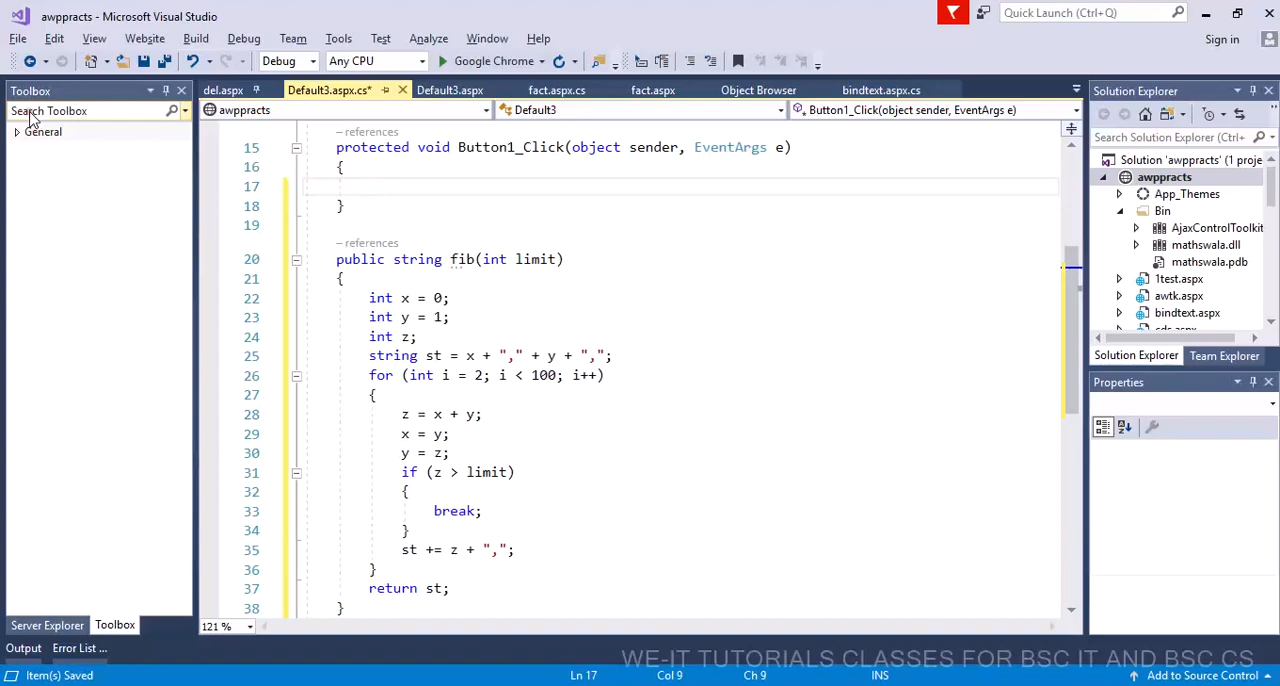 awppracts - Microsoft Visual Studio
Quick Launch (Ctrl+Q)
File Edit View Website Build Debug Team Tools Test Analyze Window Help
Sign in
Debug Any CPU Google Chrome
Toolbox
Search Toolbox
General
del.aspx Default3.aspx.cs* Default3.aspx fact.aspx.cs fact.aspx Object Browser bindtext.aspx.cs
awppracts Default3 Button1_Click(object sender, EventArgs e)
– references
15 protected void Button1_Click(object sender, EventArgs e)
16 {
17
18 }
19
– references
20 public string fib(int limit)
21 {
22 int x = 0;
23 int y = 1;
24 int z;
25 string st = x + "," + y + ",";
26 for (int i = 2; i < 100; i++)
27 {
28 z = x + y;
29 x = y;
30 y = z;
31 if (z > limit)
32 {
33 break;
34 }
35 st += z + ",";
36 }
37 return st;
38 }
121 %
Solution Explorer
Search Solution Explorer (Ctrl+
Solution 'awppracts' (1 proje
awppracts
App_Themes
Bin
AjaxControlToolkit
mathswala.dll
mathswala.pdb
1test.aspx
awtk.aspx
bindtext.aspx
Solution Explorer Team Explorer
Properties
Server Explorer Toolbox
Output Error List ...
WE-IT TUTORIALS CLASSES FOR BSC IT AND BSC CS
Item(s) Saved Ln 17 Col 9 Ch 9 INS Add to Source Control